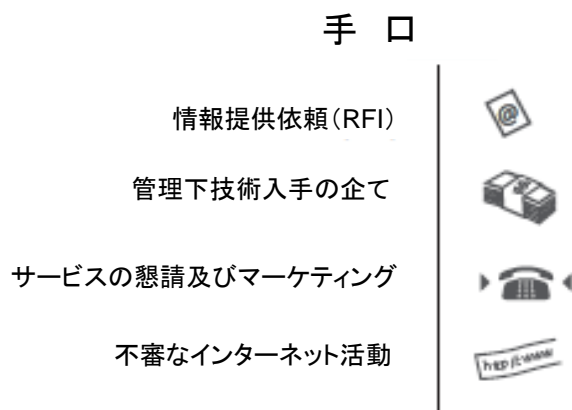 手 口
情報提供依頼（RFI）
管理下技術入手の企て
サービスの懇請及びマーケティング
不審なインターネット活動
@
http://:www